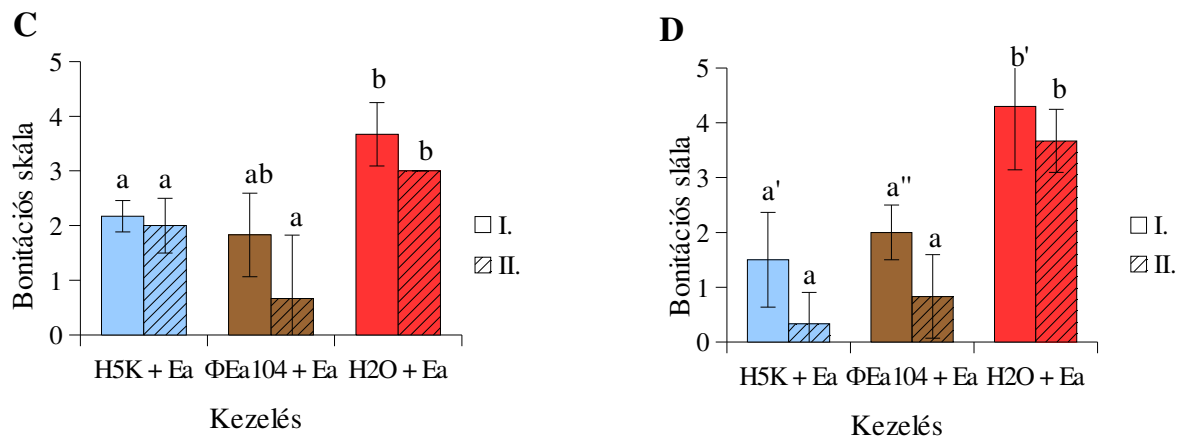 C
5
4
3
2
1
0
Bonitációs skála
a
a
ab
a
b
b
H5K + Ea
ΦEa104 + Ea
H2O + Ea
Kezelés
I.
II.
D
5
4
3
2
1
0
Bonitációs slála
a'
a
a''
a
b'
b
H5K + Ea
ΦEa104 + Ea
H2O + Ea
Kezelés
I.
II.